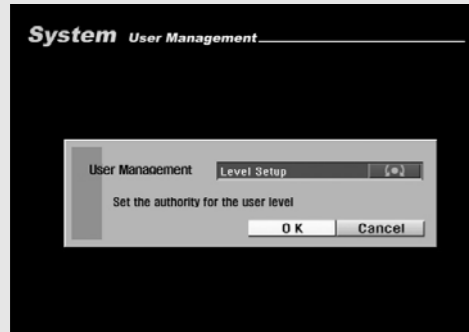 System User Management
User Management Level Setup
Set the authority for the user level
OK Cancel